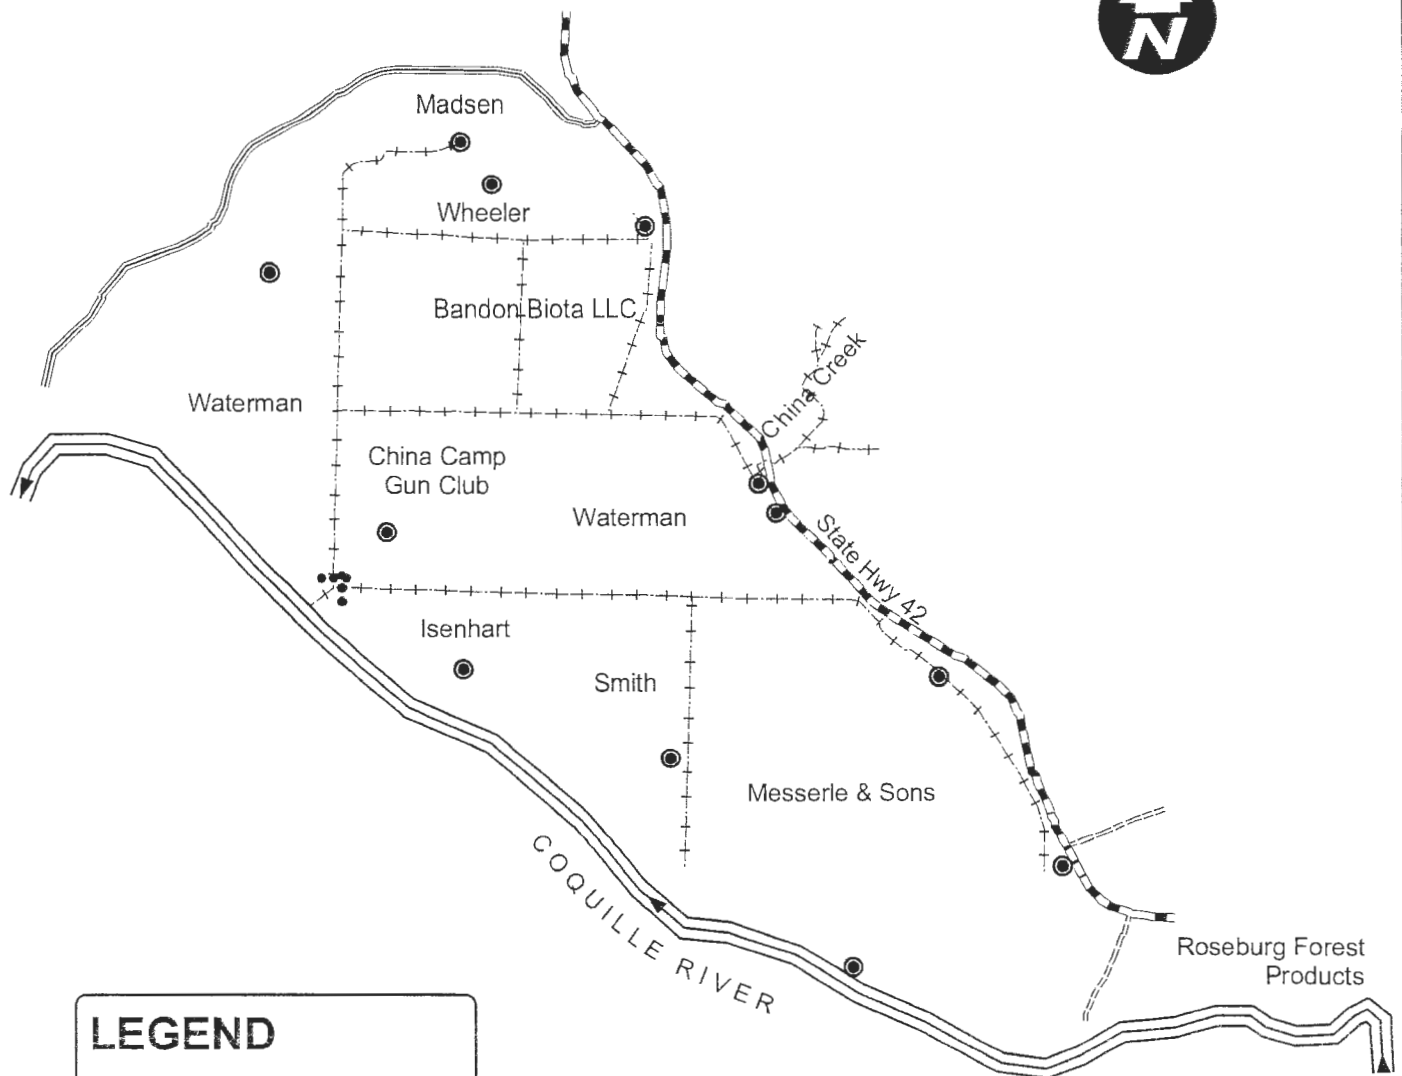 N
Madsen
Wheeler
Bandon Biota LLC
Waterman
China Creek
China Camp
Gun Club
Waterman
State Hwy 42
Isenhart
Smith
Messerle & Sons
COQUILLE RIVER
Roseburg Forest
Products
LEGEND